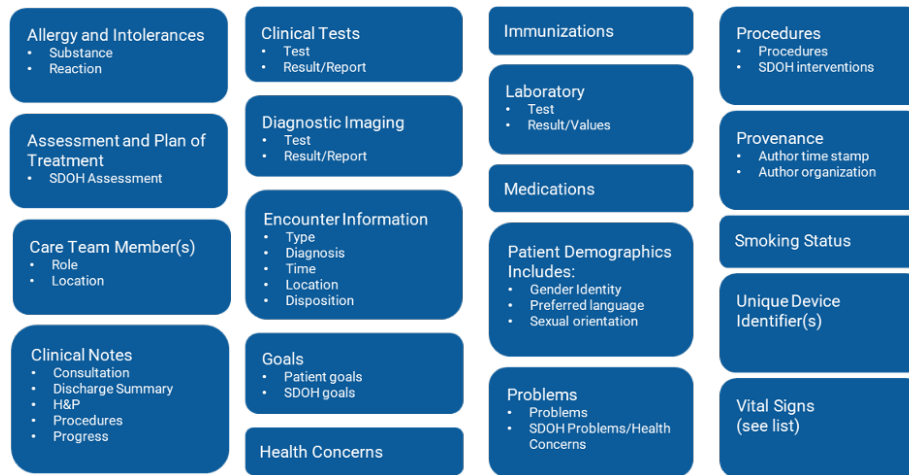 Allergy and Intolerances
• Substance
• Reaction
Assessment and Plan of
Treatment
• SDOH Assessment
Care Team Member(s)
• Role
• Location
Clinical Notes
• Consultation
• Discharge Summary
• H&P
• Procedures
• Progress
Clinical Tests
• Test
• Result/Report
Diagnostic Imaging
• Test
• Result/Report
Encounter Information
• Type
• Diagnosis
• Time
• Location
• Disposition
Goals
• Patient goals
• SDOH goals
Health Concerns
Immunizations
Laboratory
• Test
• Result/Values
Medications
Patient Demographics
Includes:
• Gender Identity
• Preferred language
• Sexual orientation
Problems
• Problems
• SDOH Problems/Health
Concerns
Procedures
• Procedures
• SDOH interventions
Provenance
• Author time stamp
• Author organization
Smoking Status
Unique Device
Identifier(s)
Vital Signs
(see list)